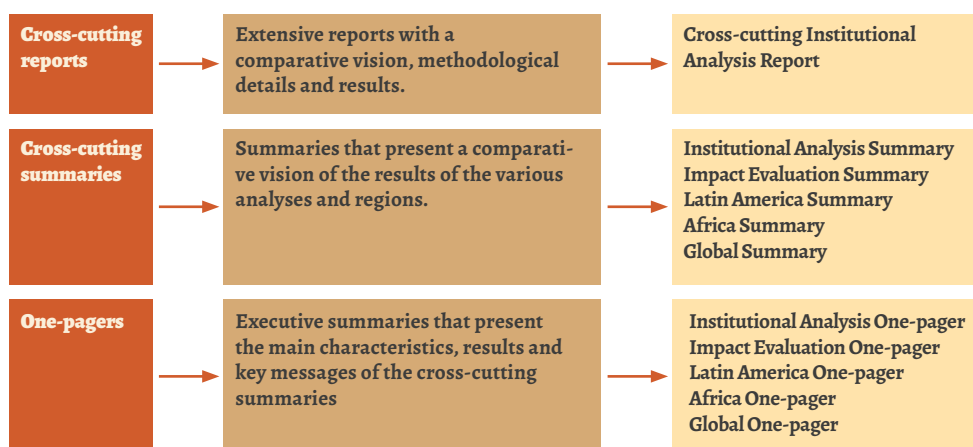 Cross-cutting
reports
Extensive reports with a
comparative vision, methodological
details and results.
Cross-cutting Institutional
Analysis Report
Cross-cutting
summaries
Summaries that present a comparati-
ve vision of the results of the various
analyses and regions.
Institutional Analysis Summary
Impact Evaluation Summary
Latin America Summary
Africa Summary
Global Summary
One-pagers
Executive summaries that present
the main characteristics, results and
key messages of the cross-cutting
summaries
Institutional Analysis One-pager
Impact Evaluation One-pager
Latin America One-pager
Africa One-pager
Global One-pager